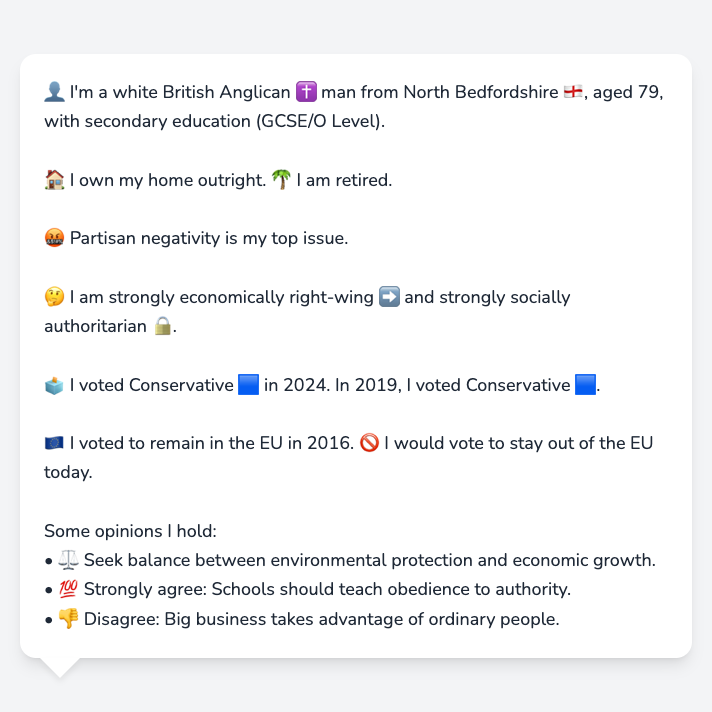 👤 I'm a white British Anglican ✝️ man from North Bedfordshire 🏴󠁧󠁢󠁥󠁮󠁧󠁿, aged 79,
with secondary education (GCSE/O Level).
🏠 I own my home outright. 🌴 I am retired.
🤬 Partisan negativity is my top issue.
🤔 I am strongly economically right-wing ➡️ and strongly socially
authoritarian 🔒.
🗳️ I voted Conservative 🟦 in 2024. In 2019, I voted Conservative 🟦.
🇪🇺 I voted to remain in the EU in 2016. 🚫 I would vote to stay out of the EU
today.
Some opinions I hold:
• ⚖️ Seek balance between environmental protection and economic growth.
• 💯 Strongly agree: Schools should teach obedience to authority.
• 👎 Disagree: Big business takes advantage of ordinary people.